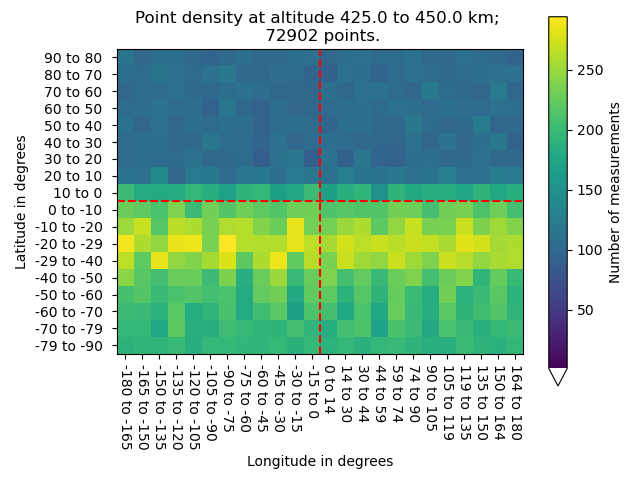 Point density at altitude 425.0 to 450.0 km;
72902 points.
90 to 80
80 to 70
70 to 60
60 to 50
50 to 40
40 to 30
30 to 20
20 to 10
10 to 0
0 to -10
-10 to -20
-20 to -29
-29 to -40
-40 to -50
-50 to -60
-60 to -70
-70 to -79
-79 to -90
Latitude in degrees
-180 to -165
-165 to -150
-150 to -135
-135 to -120
-120 to -105
-105 to -90
-90 to -75
-75 to -60
-60 to -45
-45 to -30
-30 to -15
-15 to 0
0 to 14
14 to 30
30 to 44
44 to 59
59 to 74
74 to 90
90 to 105
105 to 119
119 to 135
135 to 150
150 to 164
164 to 180
Longitude in degrees
250
200
150
100
50
Number of measurements